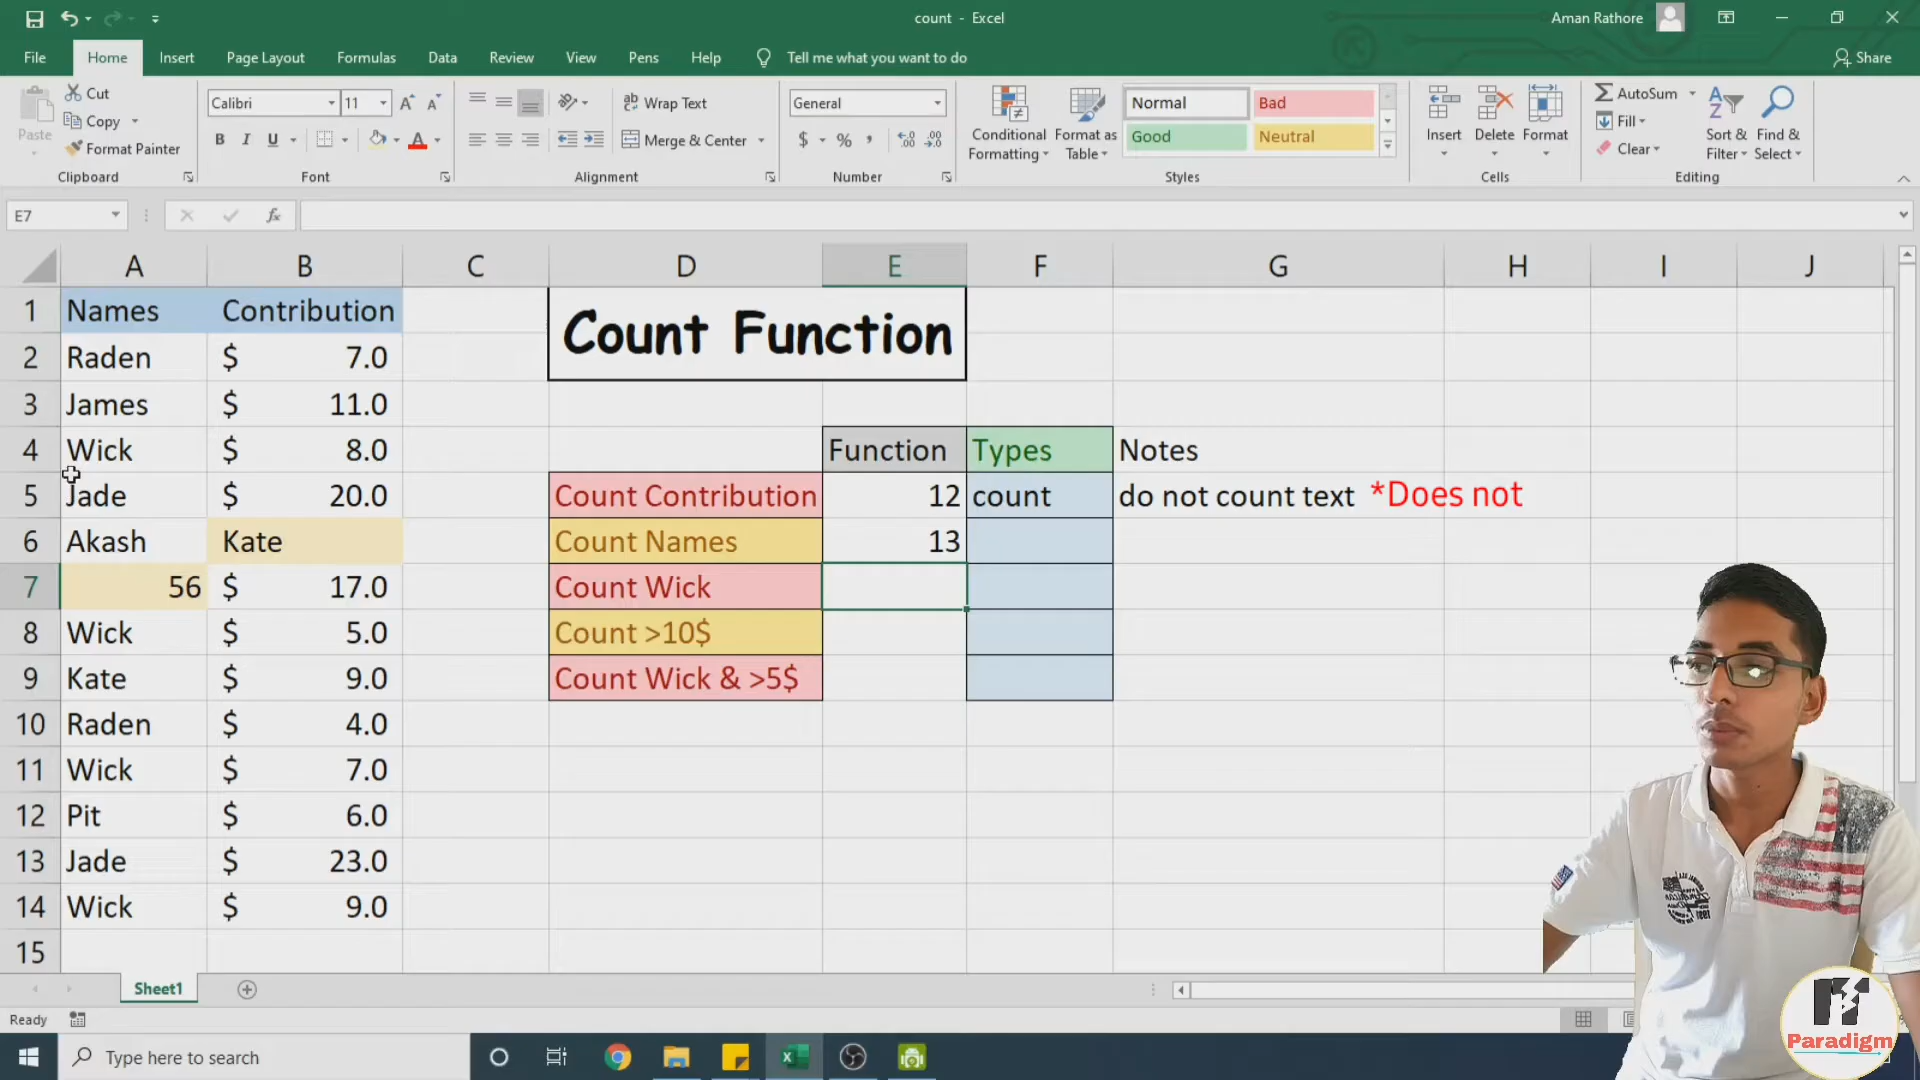 count - Excel
Aman Rathore
File Home Insert Page Layout Formulas Data Review View Pens Help Tell me what you want to do
Share
Paste
Cut
Copy
Format Painter
Clipboard
Calibri 11
B I U
Font
Wrap Text
Merge & Center
Alignment
General
$ %
Number
Conditional Formatting
Format as Table
Normal Bad
Good Neutral
Styles
Insert Delete Format
Cells
AutoSum
Fill
Clear
Sort & Filter
Find & Select
Editing
E7 fx
A B C D E F G H I J
1 Names Contribution
Count Function
2 Raden $ 7.0
3 James $ 11.0
4 Wick $ 8.0 Function Types Notes
5 Jade $ 20.0 Count Contribution 12 count do not count text *Does not
6 Akash Kate Count Names 13
7 56 $ 17.0 Count Wick
8 Wick $ 5.0 Count >10$
9 Kate $ 9.0 Count Wick & >5$
10 Raden $ 4.0
11 Wick $ 7.0
12 Pit $ 6.0
13 Jade $ 23.0
14 Wick $ 9.0
15
Sheet1
Ready
Type here to search
Paradigm